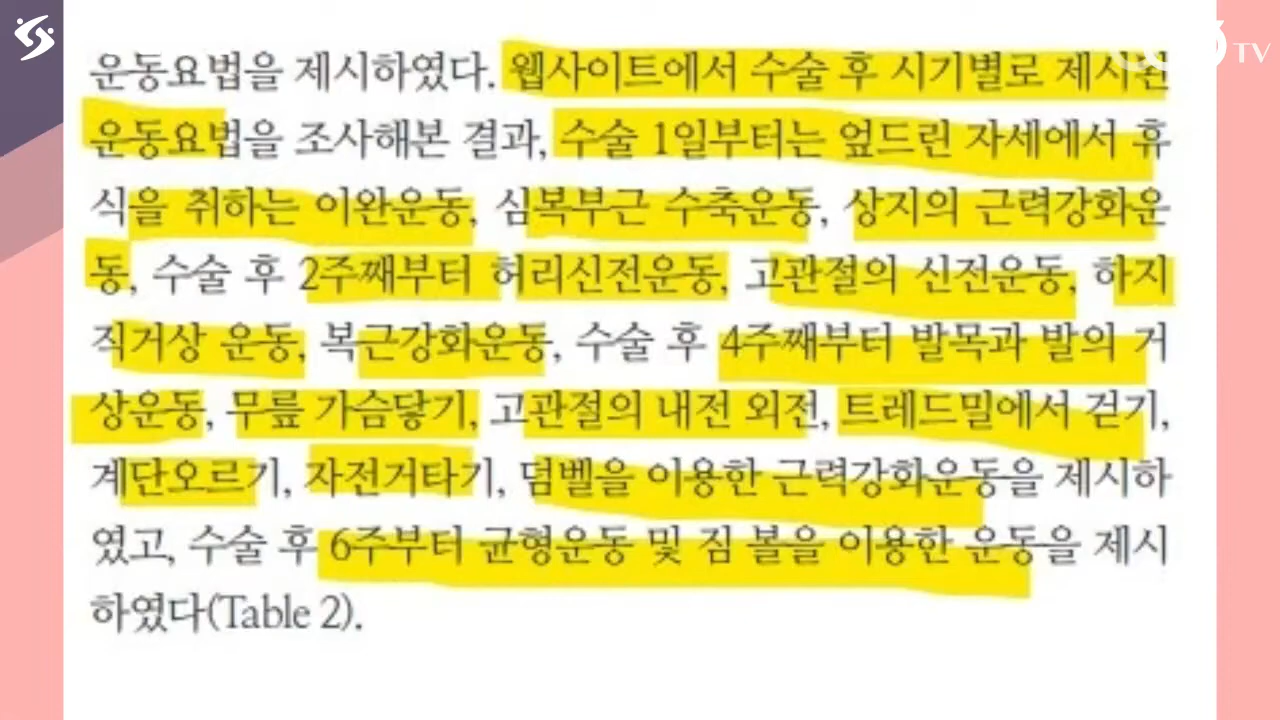 운동요법을 제시하였다. 웹사이트에서 수술 후 시기별로 제시된
운동요법을 조사해본 결과, 수술 1일부터는 엎드린 자세에서 휴
식을 취하는 이완운동, 심복부근 수축운동, 상지의 근력강화운
동, 수술 후 2주째부터 허리신전운동, 고관절의 신전운동, 하지
직거상 운동, 복근강화운동, 수술 후 4주째부터 발목과 발의 거
상운동, 무릎 가슴닿기, 고관절의 내전 외전, 트레드밀에서 걷기,
계단오르기, 자전거타기, 덤벨을 이용한 근력강화운동을 제시하
였고, 수술 후 6주부터 균형운동 및 짐 볼을 이용한 운동을 제시
하였다(Table 2).
TV